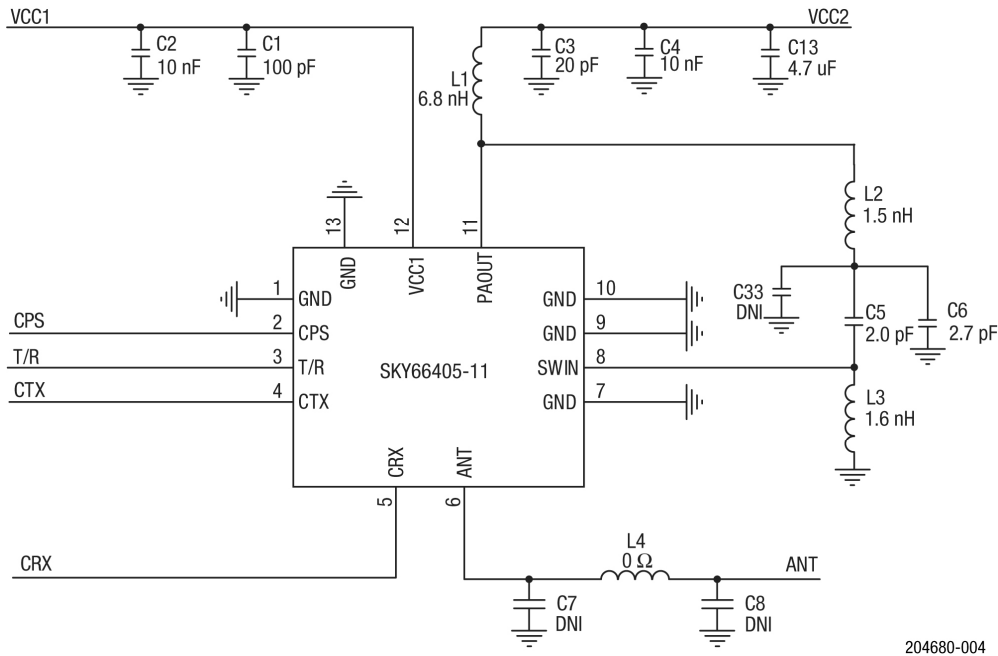 VCC1
VCC2
C2
10 nF
C1
100 pF
L1
6.8 nH
C3
20 pF
C4
10 nF
C13
4.7 uF
L2
1.5 nH
13
12
11
GND
VCC1
PAOUT
1
GND
10
GND
CPS
2
CPS
9
GND
T/R
3
T/R
SKY66405-11
8
SWIN
CTX
4
CTX
7
GND
C33
DNI
C5
2.0 pF
C6
2.7 pF
L3
1.6 nH
CRX
ANT
5
6
CRX
L4
0 Ω
ANT
C7
DNI
C8
DNI
204680-004